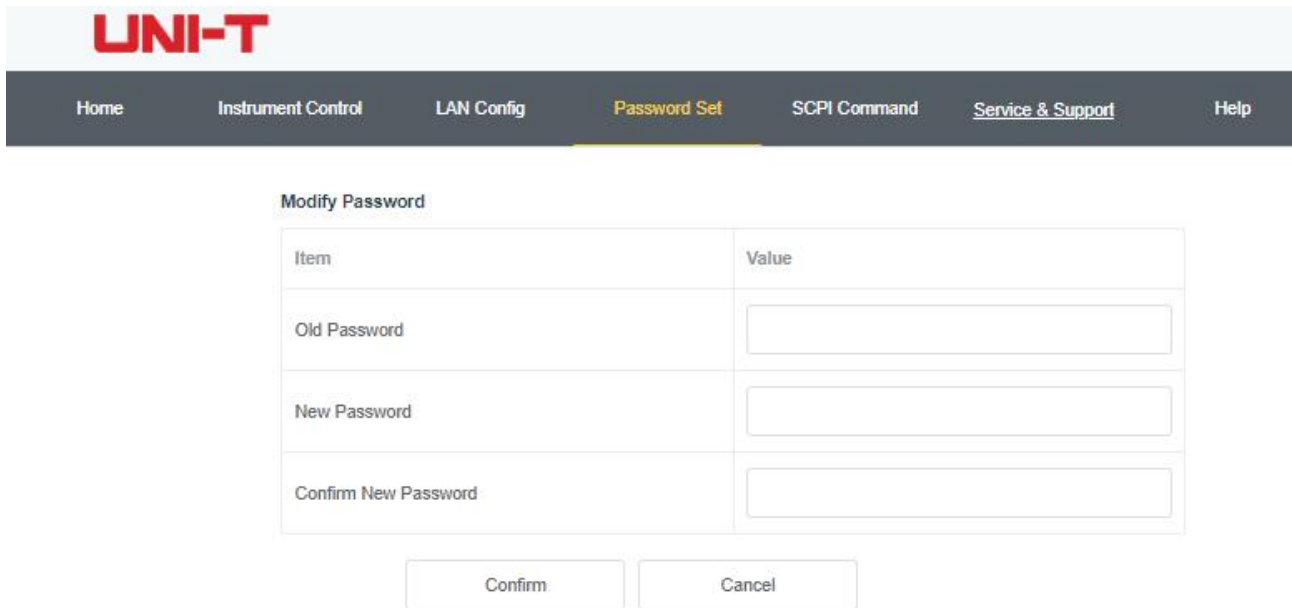 UNI-T
Home Instrument Control LAN Config Password Set SCPI Command Service & Support Help
Modify Password
Item Value
Old Password
New Password
Confirm New Password
Confirm Cancel